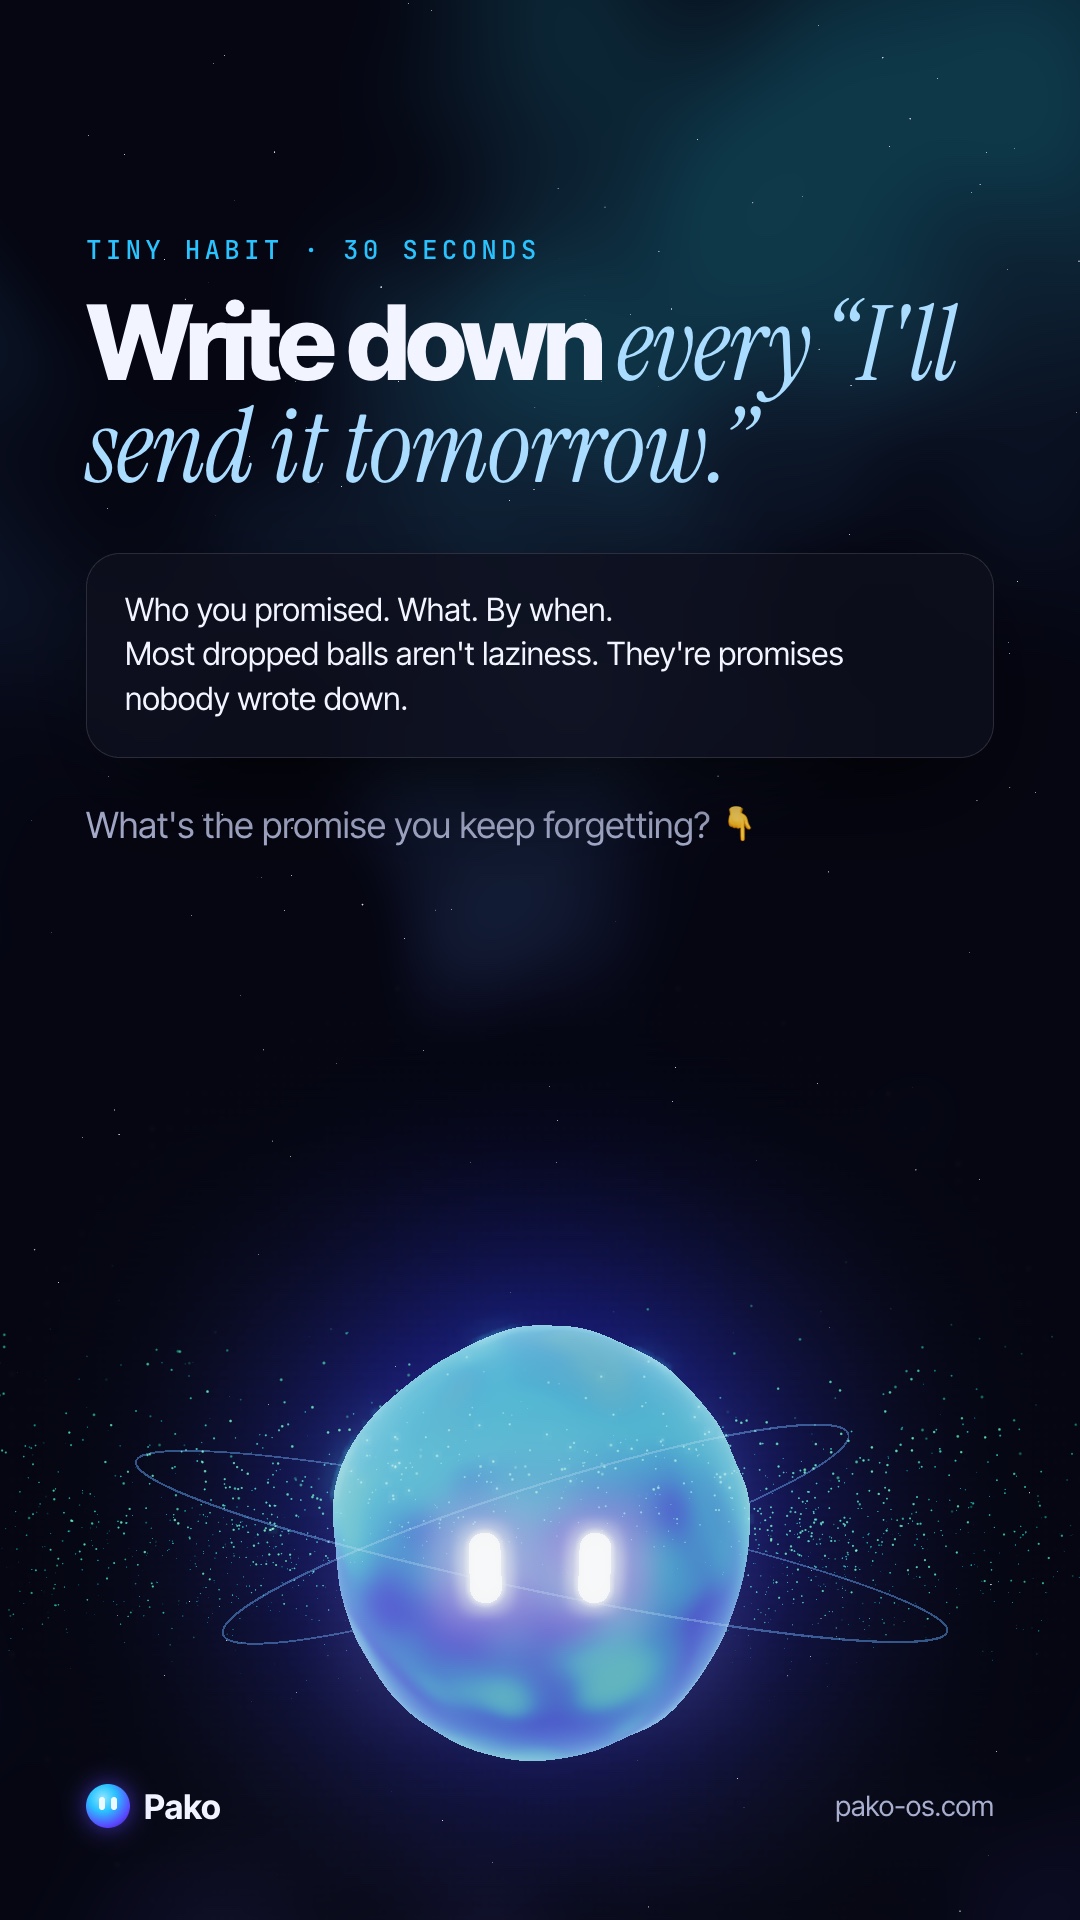 TINY HABIT · 30 SECONDS
Write down every “I'll
send it tomorrow.”
Who you promised. What. By when.
Most dropped balls aren't laziness. They're promises
nobody wrote down.
What's the promise you keep forgetting? 👇
Pako
pako-os.com